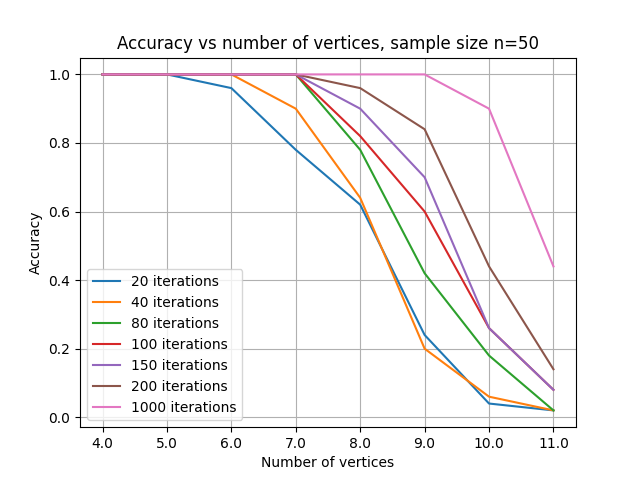 Accuracy vs number of vertices, sample size n=50
1.0
0.8
0.6
0.4
0.2
0.0
Accuracy
20 iterations
40 iterations
80 iterations
100 iterations
150 iterations
200 iterations
1000 iterations
4.0 5.0 6.0 7.0 8.0 9.0 10.0 11.0
Number of vertices